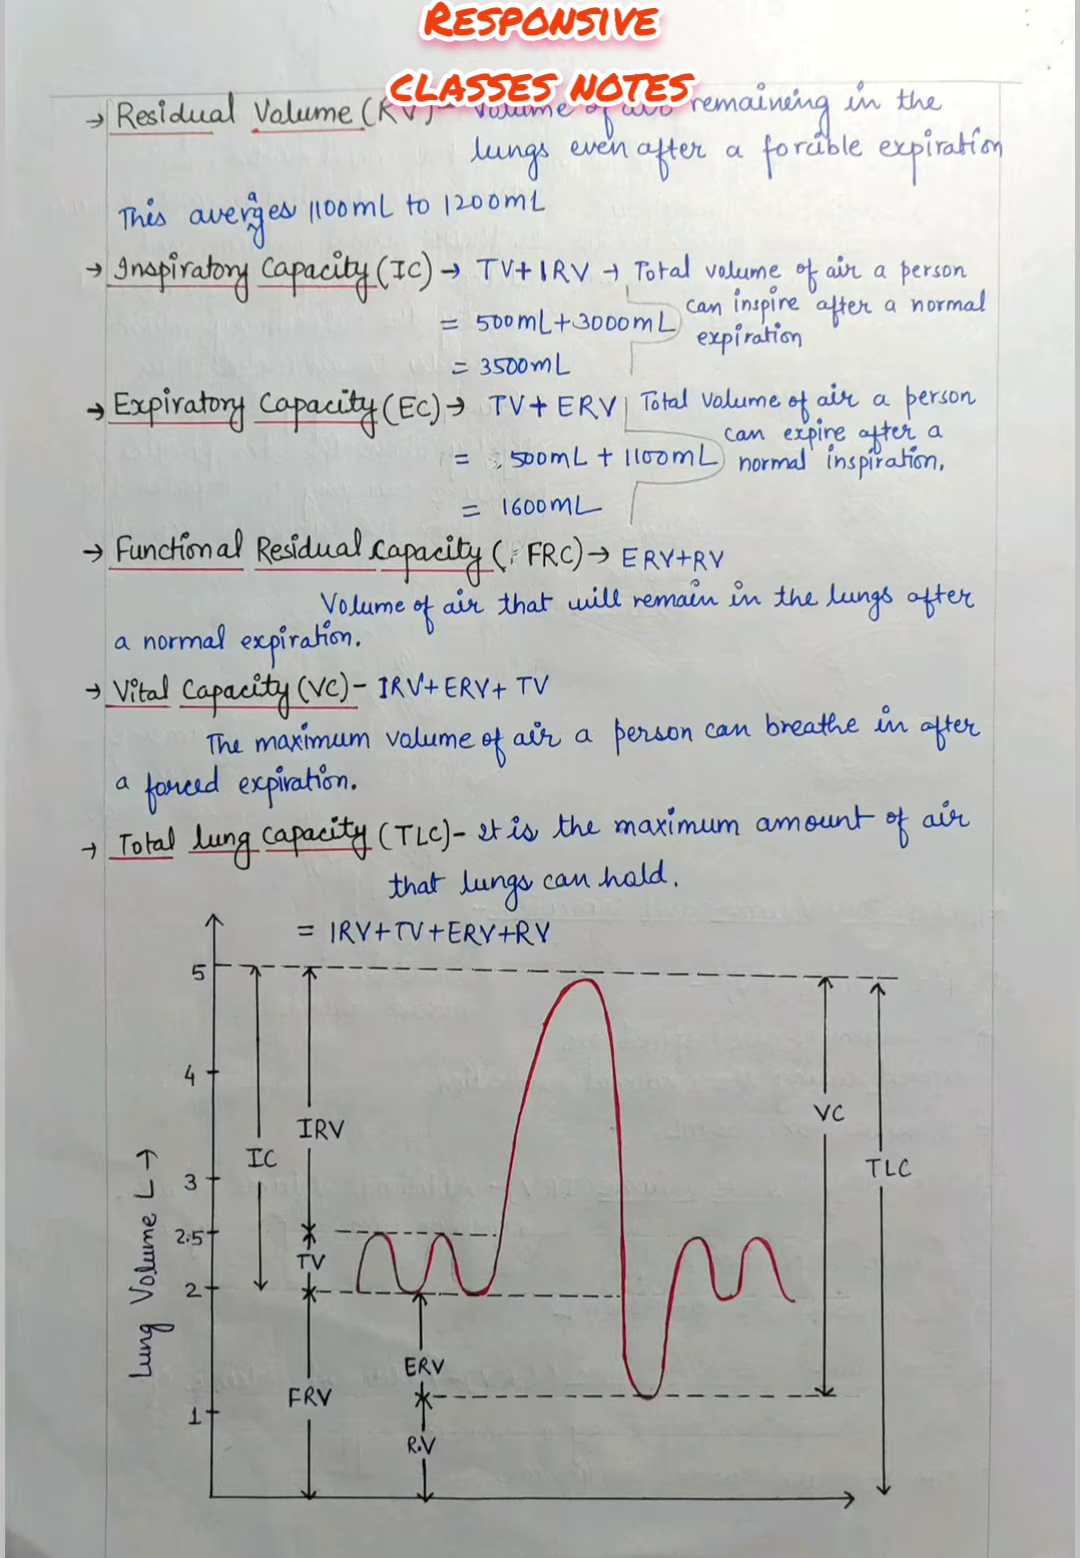 RESPONSIVE
CLASSES NOTES
→ Residual Volume (RV) - Volume of air remaining in the
lungs even after a forcible expiration
This averages 1100mL to 1200mL
→ Inspiratory Capacity (IC) → TV+IRV → Total volume of air a person
can inspire after a normal
= 500mL+3000mL
expiration
= 3500mL
→ Expiratory Capacity (EC) → TV+ ERV Total volume of air a person
can expire after a
= 500mL + 1100mL normal inspiration,
= 1600mL
→ Functional Residual Capacity (FRC) → ERV+RV
Volume of air that will remain in the lungs after
a normal expiration.
→ Vital Capacity (VC) - IRV+ERV+ TV
The maximum volume of air a person can breathe in after
a forced expiration.
→ Total lung capacity (TLC) - It is the maximum amount of air
that lungs can hold.
= IRV+TV+ERV+RV
5
4
IRV
VC
IC
TLC
3
2.5
TV
2
Lung Volume L →
ERV
FRV
1
R.V